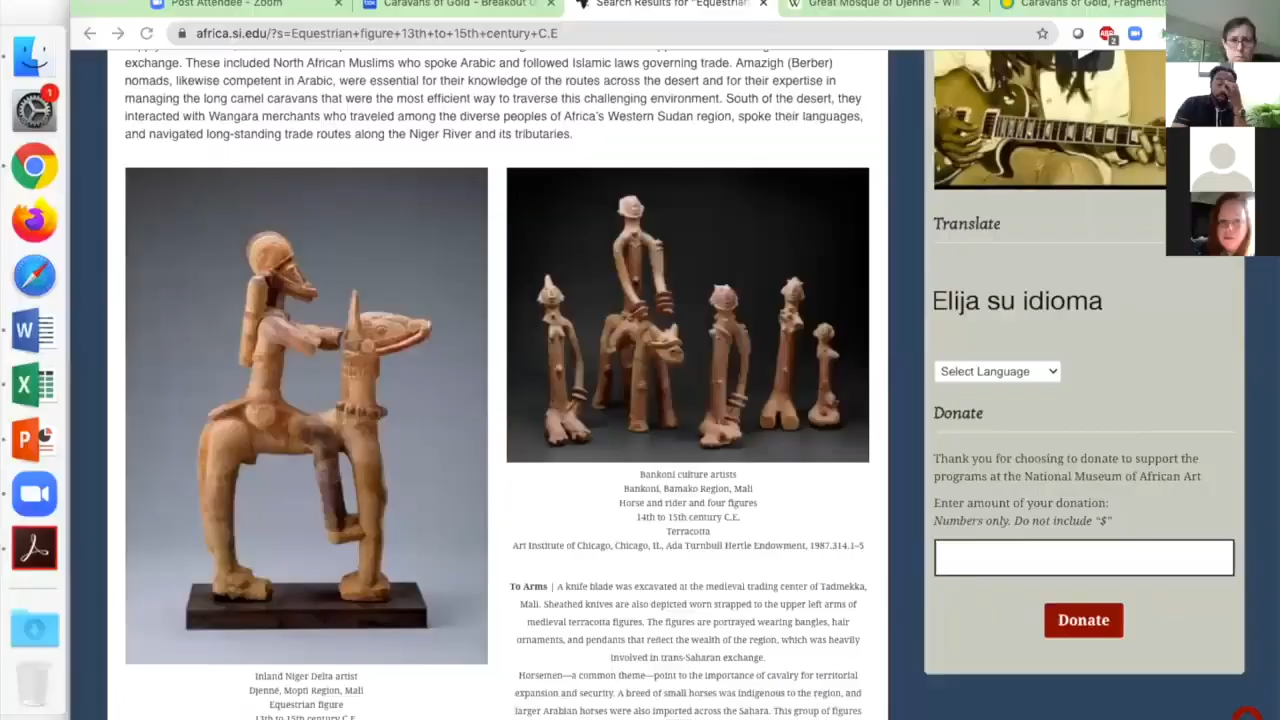 Post Attendee - Zoom
Caravans of Gold - Breakout
Search Results for "Equestrian
Great Mosque of Djenné - Wi
Caravans of Gold, Fragments
africa.si.edu/?s=Equestrian+figure+13th+to+15th+century+C.E
2
1
exchange. These included North African Muslims who spoke Arabic and followed Islamic laws governing trade. Amazigh (Berber)
nomads, likewise competent in Arabic, were essential for their knowledge of the routes across the desert and for their expertise in
managing the long camel caravans that were the most efficient way to traverse this challenging environment. South of the desert, they
interacted with Wangara merchants who traveled among the diverse peoples of Africa's Western Sudan region, spoke their languages,
and navigated long-standing trade routes along the Niger River and its tributaries.
Inland Niger Delta artist
Djenné, Mopti Region, Mali
Equestrian figure
13th to 15th century C.E.
Bankoni culture artists
Bankoni, Bamako Region, Mali
Horse and rider and four figures
14th to 15th century C.E.
Terracotta
Art Institute of Chicago, Chicago, IL, Ada Turnbull Hertle Endowment, 1987.314.1–5
To Arms | A knife blade was excavated at the medieval trading center of Tadmekka,
Mali. Sheathed knives are also depicted worn strapped to the upper left arms of
medieval terracotta figures. The figures are portrayed wearing bangles, hair
ornaments, and pendants that reflect the wealth of the region, which was heavily
involved in trans-Saharan exchange.
Horsemen—a common theme—point to the importance of cavalry for territorial
expansion and security. A breed of small horses was indigenous to the region, and
larger Arabian horses were also imported across the Sahara. This group of figures
Translate
Elija su idioma
Select Language
Donate
Thank you for choosing to donate to support the
programs at the National Museum of African Art
Enter amount of your donation:
Numbers only. Do not include "$"
Donate
W
X
P